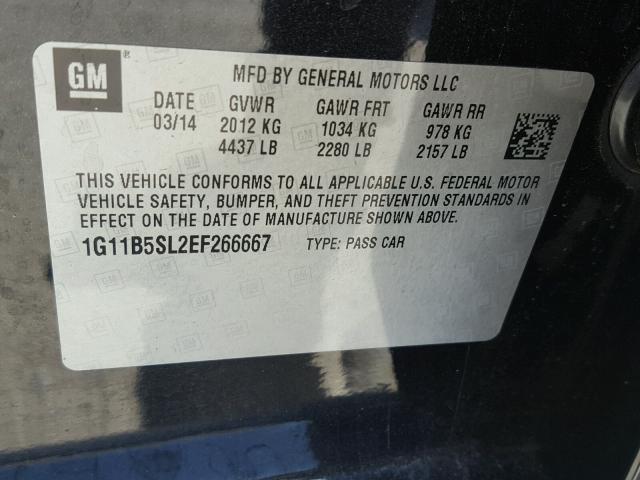 GM ®
MFD BY GENERAL MOTORS LLC
DATE GVWR GAWR FRT GAWR RR
03/14 2012 KG 1034 KG 978 KG
4437 LB 2280 LB 2157 LB
THIS VEHICLE CONFORMS TO ALL APPLICABLE U.S. FEDERAL MOTOR
VEHICLE SAFETY, BUMPER, AND THEFT PREVENTION STANDARDS IN
EFFECT ON THE DATE OF MANUFACTURE SHOWN ABOVE.
1G11B5SL2EF266667 TYPE: PASS CAR